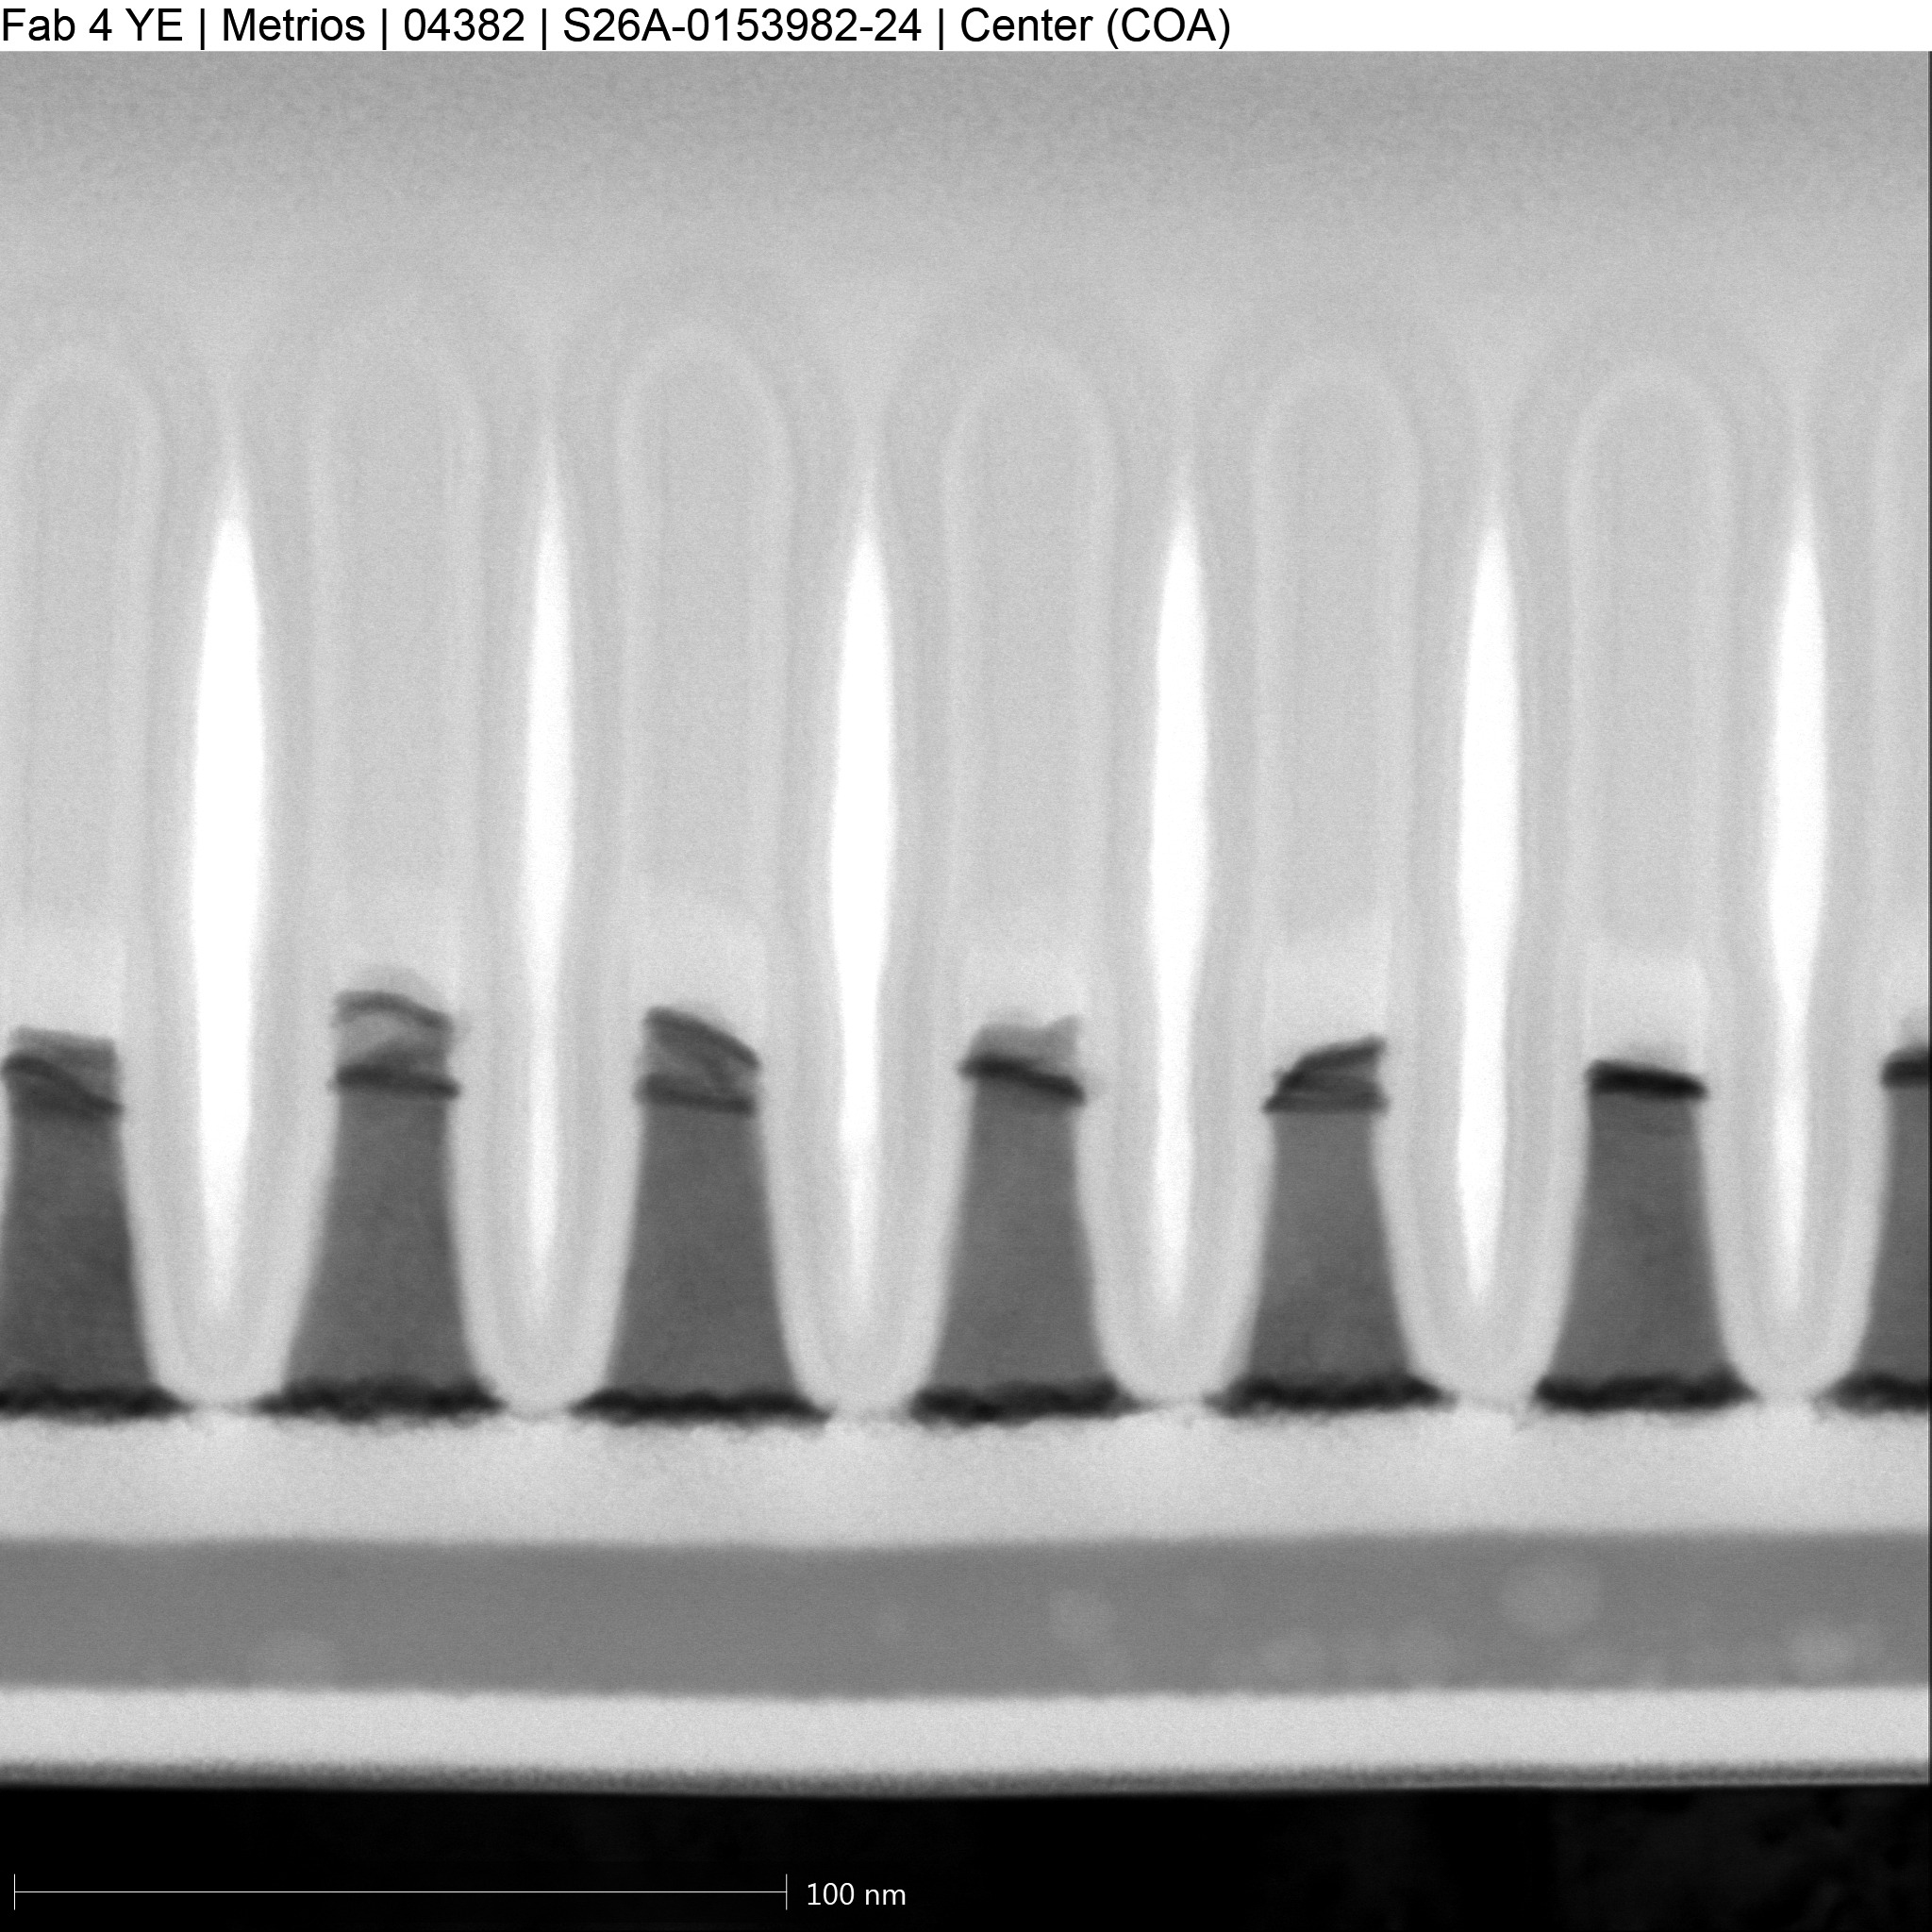 Fab 4 YE | Metrios | 04382 | S26A-0153982-24 | Center (COA)
100 nm